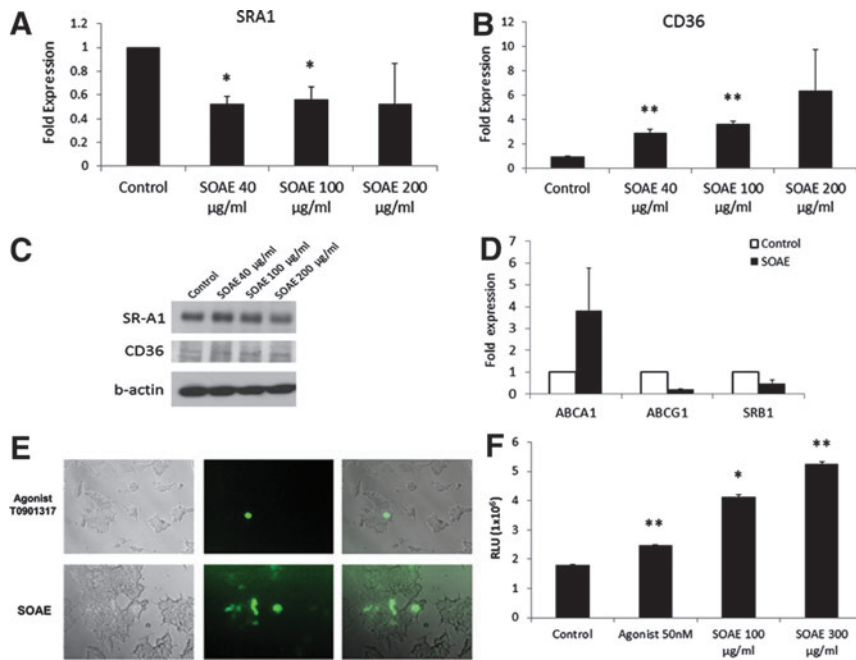 A
SRA1
Fold Expression
1.2
1
0.8
0.6
0.4
0.2
0
*
*
Control
SOAE 40
µg/ml
SOAE 100
µg/ml
SOAE 200
µg/ml
B
CD36
Fold Expression
12
10
8
6
4
2
0
**
**
Control
SOAE 40
µg/ml
SOAE 100
µg/ml
SOAE 200
µg/ml
C
Control
SOAE 40 µg/ml
SOAE 100 µg/ml
SOAE 200 µg/ml
SR-A1
CD36
b-actin
D
Fold expression
7
6
5
4
3
2
1
0
Control
SOAE
ABCA1
ABCG1
SRB1
E
Agonist
T0901317
SOAE
F
RLU (1x10⁶)
6
5
4
3
2
1
0
**
*
**
Control
Agonist 50nM
SOAE 100
µg/ml
SOAE 300
µg/ml